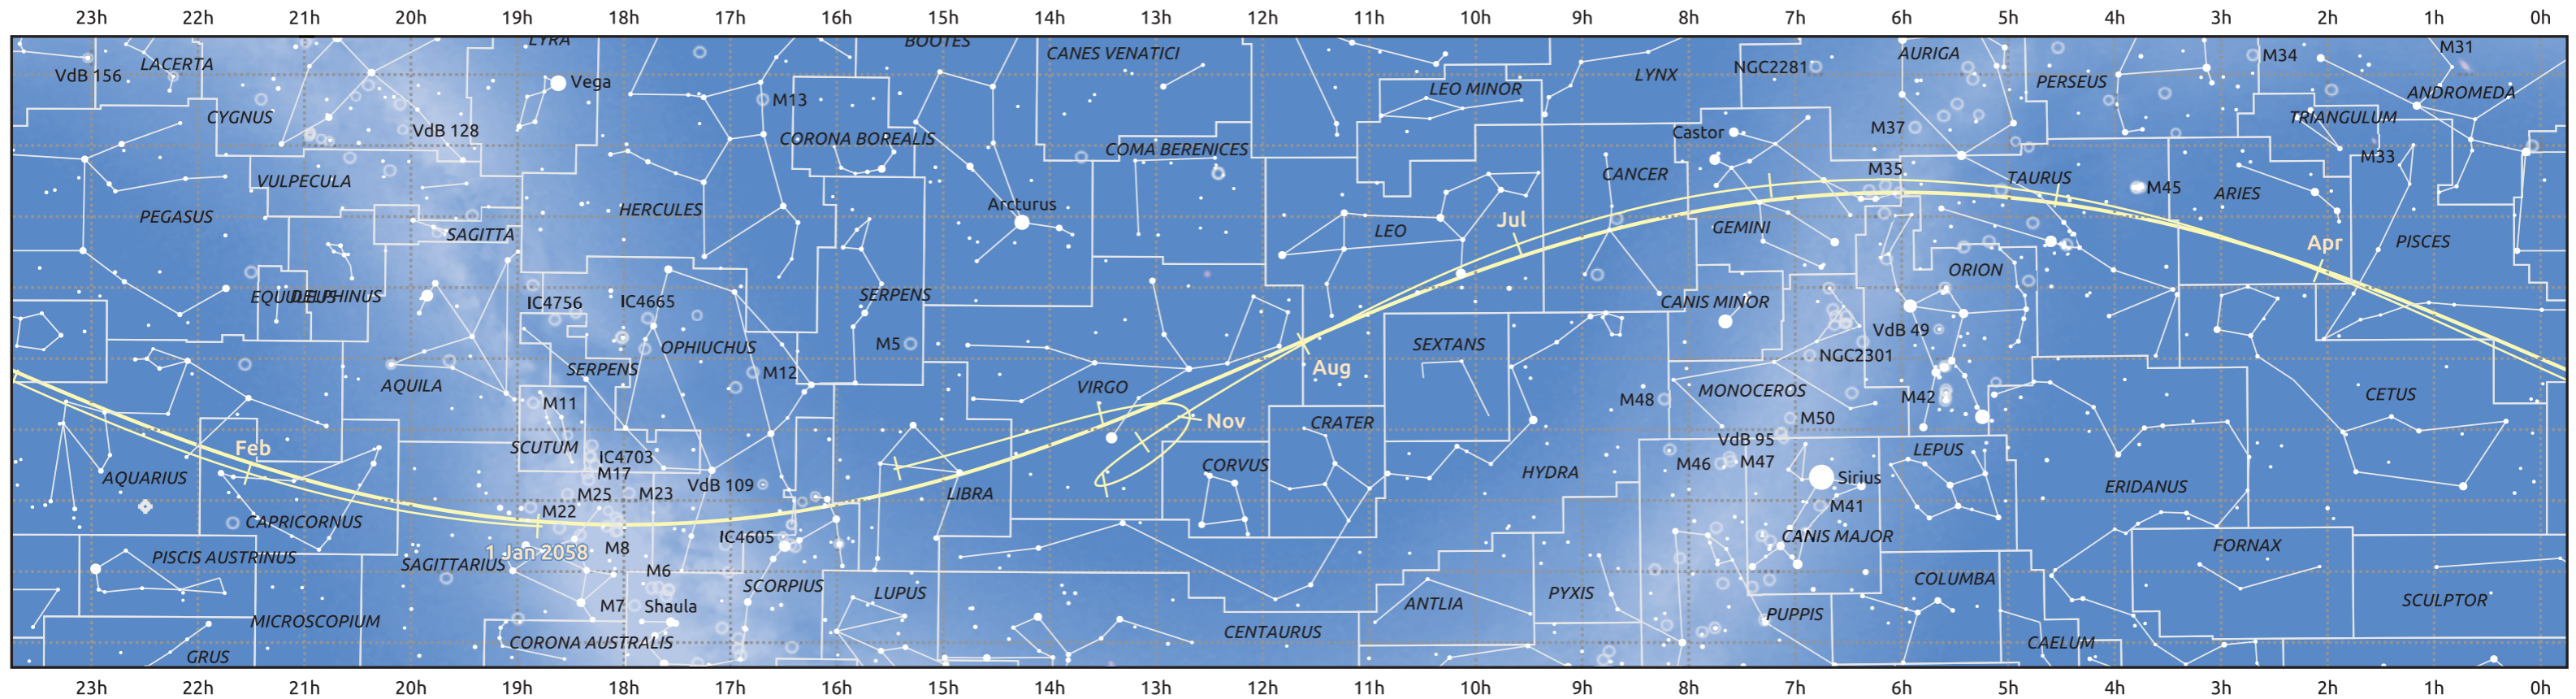 23h 22h 21h 20h 19h 18h 17h 16h 15h 14h 13h 12h 11h 10h 9h 8h 7h 6h 5h 4h 3h 2h 1h 0h
LYRA BOOTES CANES VENATICI AURIGA M31
VdB 156 LACERTA Vega NGC2281 LYNX PERSEUS M34
CYGNUS M13 LEO MINOR ANDROMEDA
VdB 128 CORONA BOREALIS COMA BERENICES Castor M37 TRIANGULUM
VULPECULA CANCER M35 TAURUS M45 ARIES M33
PEGASUS SAGITTA HERCULES Arcturus LEO Jul GEMINI Apr PISCES
EQUULEUS DELPHINUS IC4756 IC4665 SERPENS CANIS MINOR ORION
SERPENS OPHIUCHUS M12 M5 Aug SEXTANS VdB 49 NGC2301
AQUILA M11 VIRGO Nov CRATER M48 MONOCEROS M50 M42 CETUS
Feb SCUTUM IC4703 VdB 95 LEPUS
AQUARIUS M17 M25 M23 VdB 109 LIBRA CORVUS HYDRA M46 M47 Sirius ERIDANUS
CAPRICORNUS M22 IC4605 M41 CANIS MAJOR
PISCIS AUSTRINUS SAGITTARIUS 1 Jan 2058 M8 M6 SCORPIUS LUPUS COLUMBA FORNAX
MICROSCOPIUM M7 Shaula ANTLIA PYXIS PUPPIS SCULPTOR
GRUS CORONA AUSTRALIS CENTAURUS CAELUM
23h 22h 21h 20h 19h 18h 17h 16h 15h 14h 13h 12h 11h 10h 9h 8h 7h 6h 5h 4h 3h 2h 1h 0h